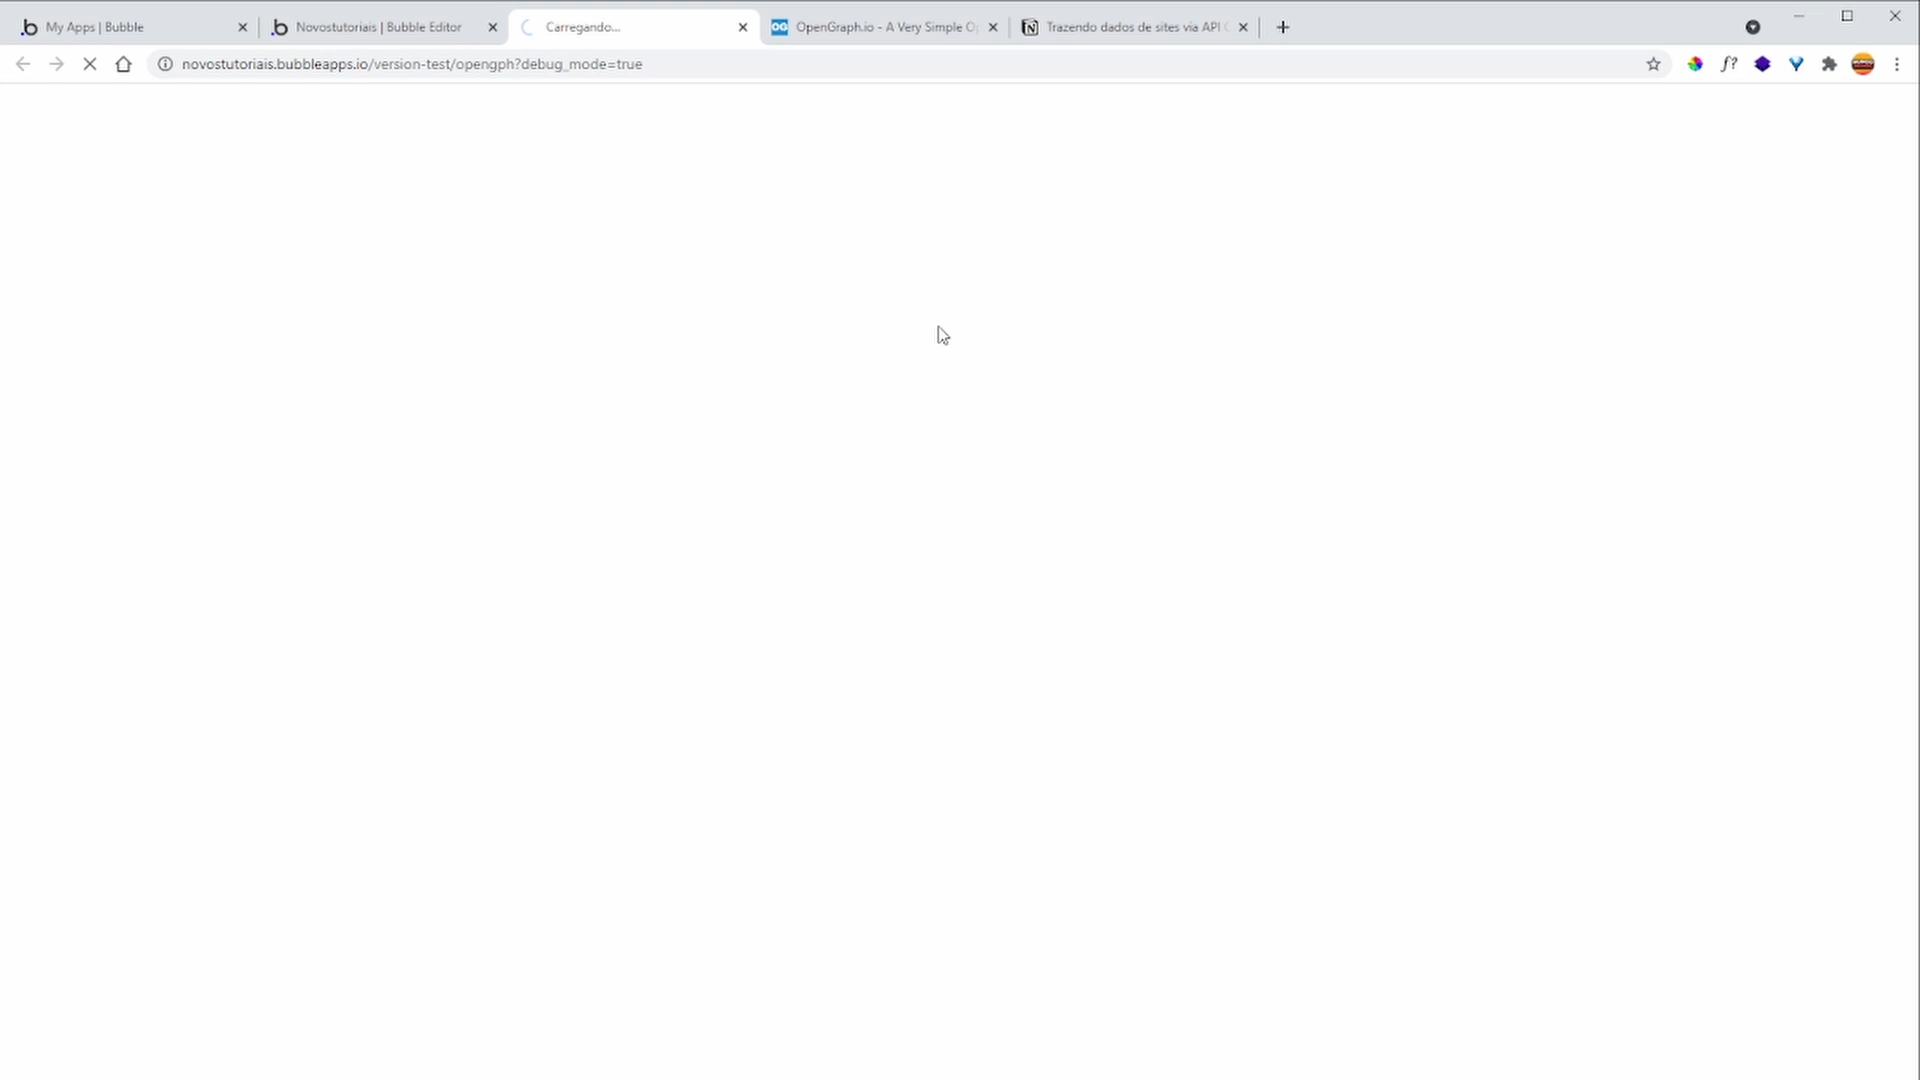 My Apps | Bubble
Novostutoriais | Bubble Editor
Carregando...
OpenGraph.io - A Very Simple O
Trazendo dados de sites via API
novostutoriais.bubbleapps.io/version-test/opengph?debug_mode=true
f?